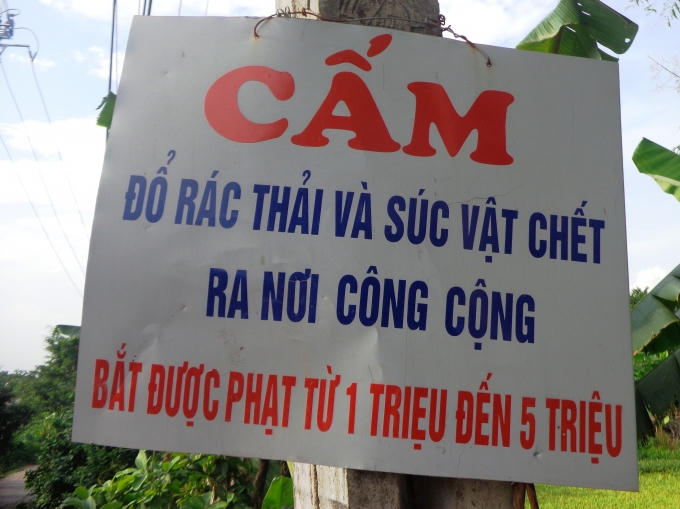 CẤM
ĐỔ RÁC THẢI VÀ SÚC VẬT CHẾT
RA NƠI CÔNG CỘNG
BẮT ĐƯỢC PHẠT TỪ 1 TRIỆU ĐẾN 5 TRIỆU